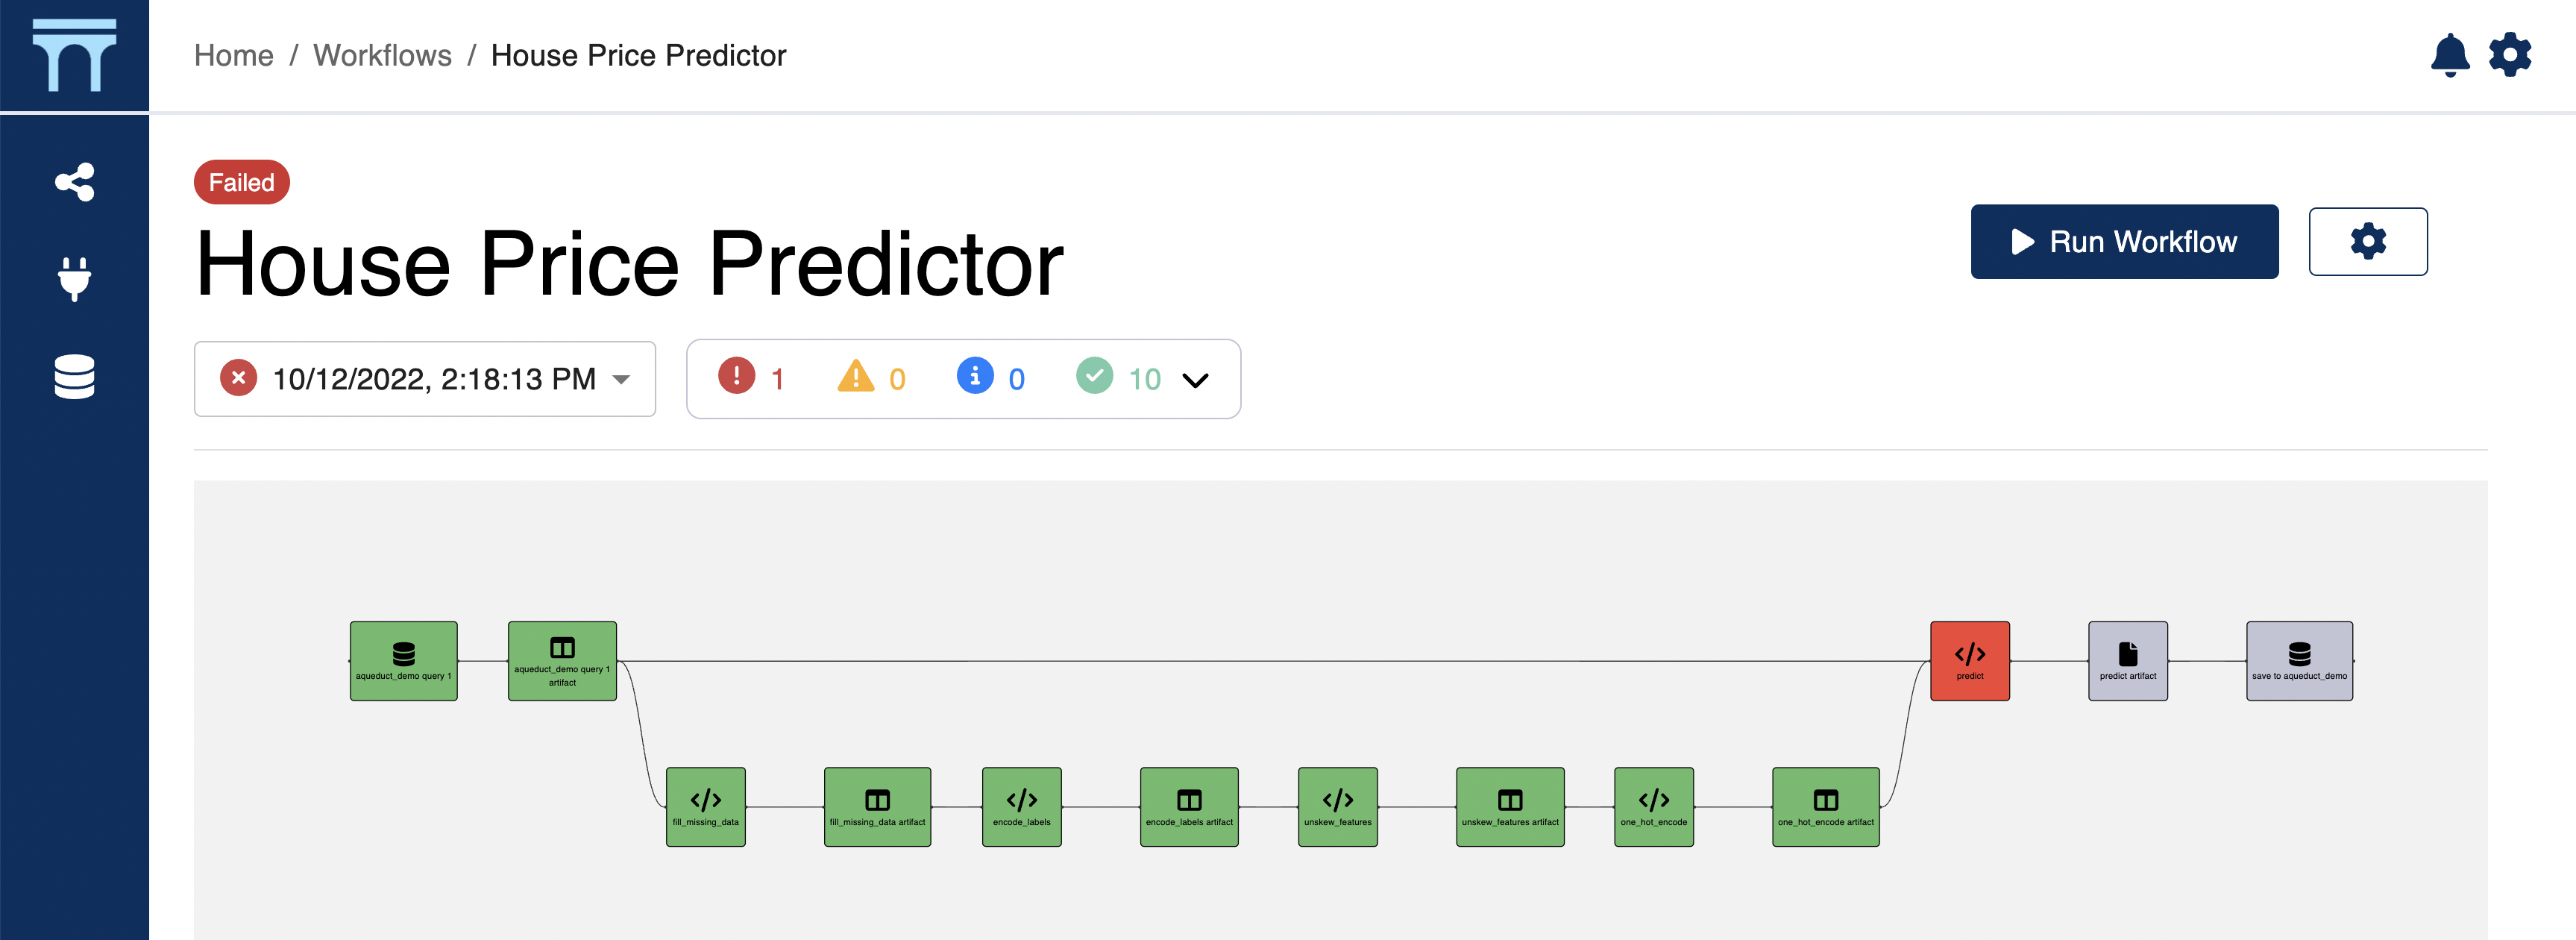 Home / Workflows / House Price Predictor
Failed
House Price Predictor
Run Workflow
10/12/2022, 2:18:13 PM
1 0 0 10
aqueduct_demo query 1
aqueduct_demo query 1
artifact
predict
predict artifact
save to aqueduct_demo
fill_missing_data
fill_missing_data artifact
encode_labels
encode_labels artifact
unskew_features
unskew_features artifact
one_hot_encode
one_hot_encode artifact